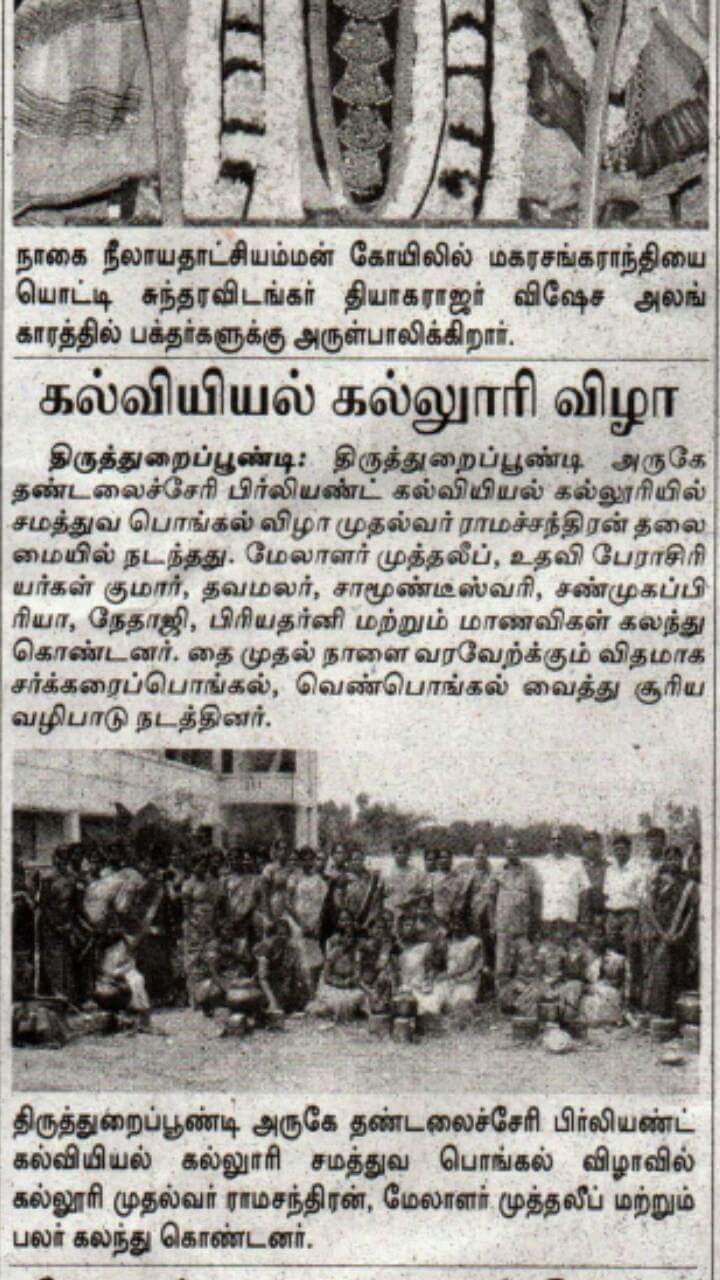 நாகை நீலாயதாட்சியம்மன் கோயிலில் மகரசங்கராந்தியை
யொட்டி சுந்தரவிடங்கர் தியாகராஜர் விஷேச அலங்
காரத்தில் பக்தர்களுக்கு அருள்பாலிக்கிறார்.
கல்வியியல் கல்லூரி விழா
திருத்துறைப்பூண்டி: திருத்துறைப்பூண்டி அருகே
தண்டலைச்சேரி பிர்லியண்ட் கல்வியியல் கல்லூரியில்
சமத்துவ பொங்கல் விழா முதல்வர் ராமச்சந்திரன் தலை
மையில் நடந்தது. மேலாளர் முத்தலீப், உதவி பேராசிரி
யர்கள் குமார், தவமலர், சாமூண்டீஸ்வரி, சண்முகப்பி
ரியா, நேதாஜி, பிரியதர்னி மற்றும் மாணவிகள் கலந்து
கொண்டனர். தை முதல் நாளை வரவேற்க்கும் விதமாக
சர்க்கரைப்பொங்கல், வெண்பொங்கல் வைத்து சூரிய
வழிபாடு நடத்தினர்.
திருத்துறைப்பூண்டி அருகே தண்டலைச்சேரி பிர்லியண்ட்
கல்வியியல் கல்லூரி சமத்துவ பொங்கல் விழாவில்
கல்லூரி முதல்வர் ராமசந்திரன், மேலாளர் முத்தலீப் மற்றும்
பலர் கலந்து கொண்டனர்.